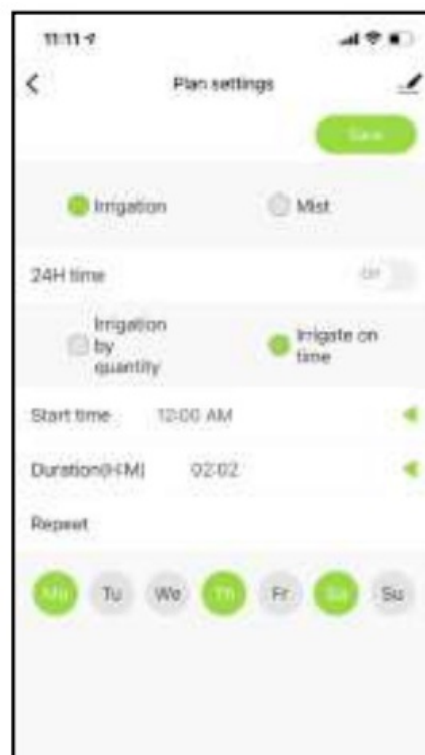 11:11
Plan settings
Save
Irrigation
Mist
24H time
Off
Irrigation
by
quantity
Irrigate on
time
Start time 12:00 AM
Duration(H:M) 02:02
Repeat
Mo Tu We Th Fr Sa Su